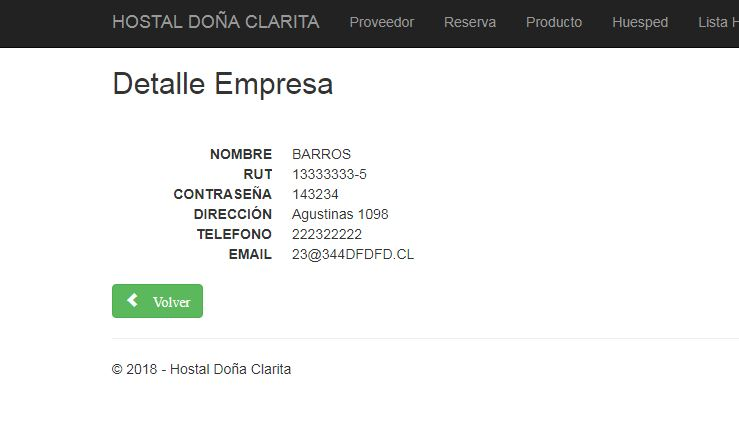 HOSTAL DOÑA CLARITA Proveedor Reserva Producto Huesped Lista H
Detalle Empresa
NOMBRE BARROS
RUT 13333333-5
CONTRASEÑA 143234
DIRECCIÓN Agustinas 1098
TELEFONO 222322222
EMAIL 23@344DFDFD.CL
Volver
© 2018 - Hostal Doña Clarita